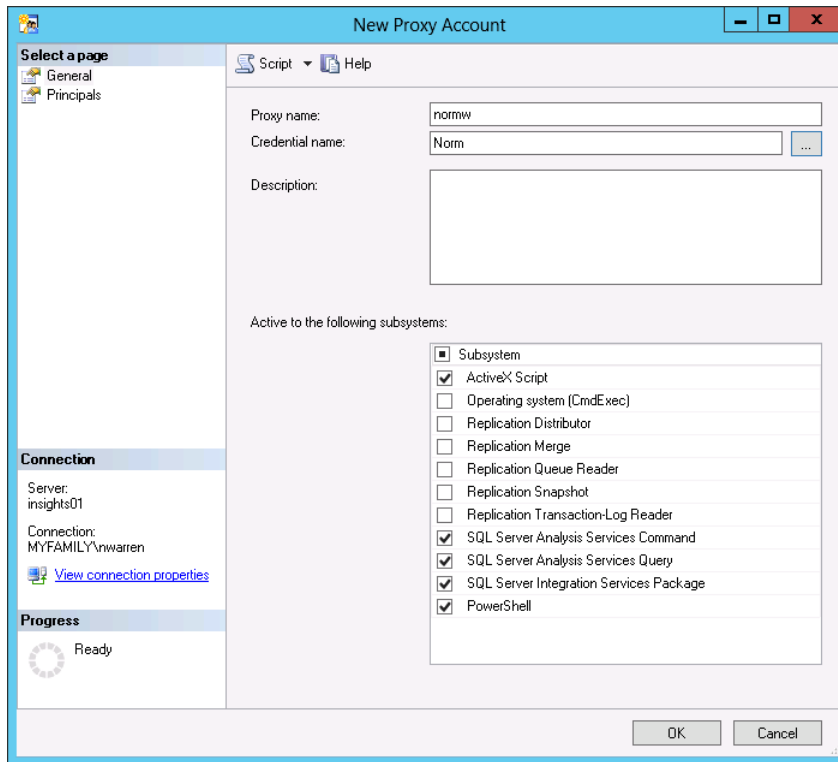 New Proxy Account
Select a page
General
Principals
Script
Help
Proxy name:
normw
Credential name:
Norm
...
Description:
Active to the following subsystems:
Subsystem
ActiveX Script
Operating system (CmdExec)
Replication Distributor
Replication Merge
Replication Queue Reader
Replication Snapshot
Replication Transaction-Log Reader
SQL Server Analysis Services Command
SQL Server Analysis Services Query
SQL Server Integration Services Package
PowerShell
Connection
Server:
insights01
Connection:
MYFAMILY\nwarren
View connection properties
Progress
Ready
OK
Cancel